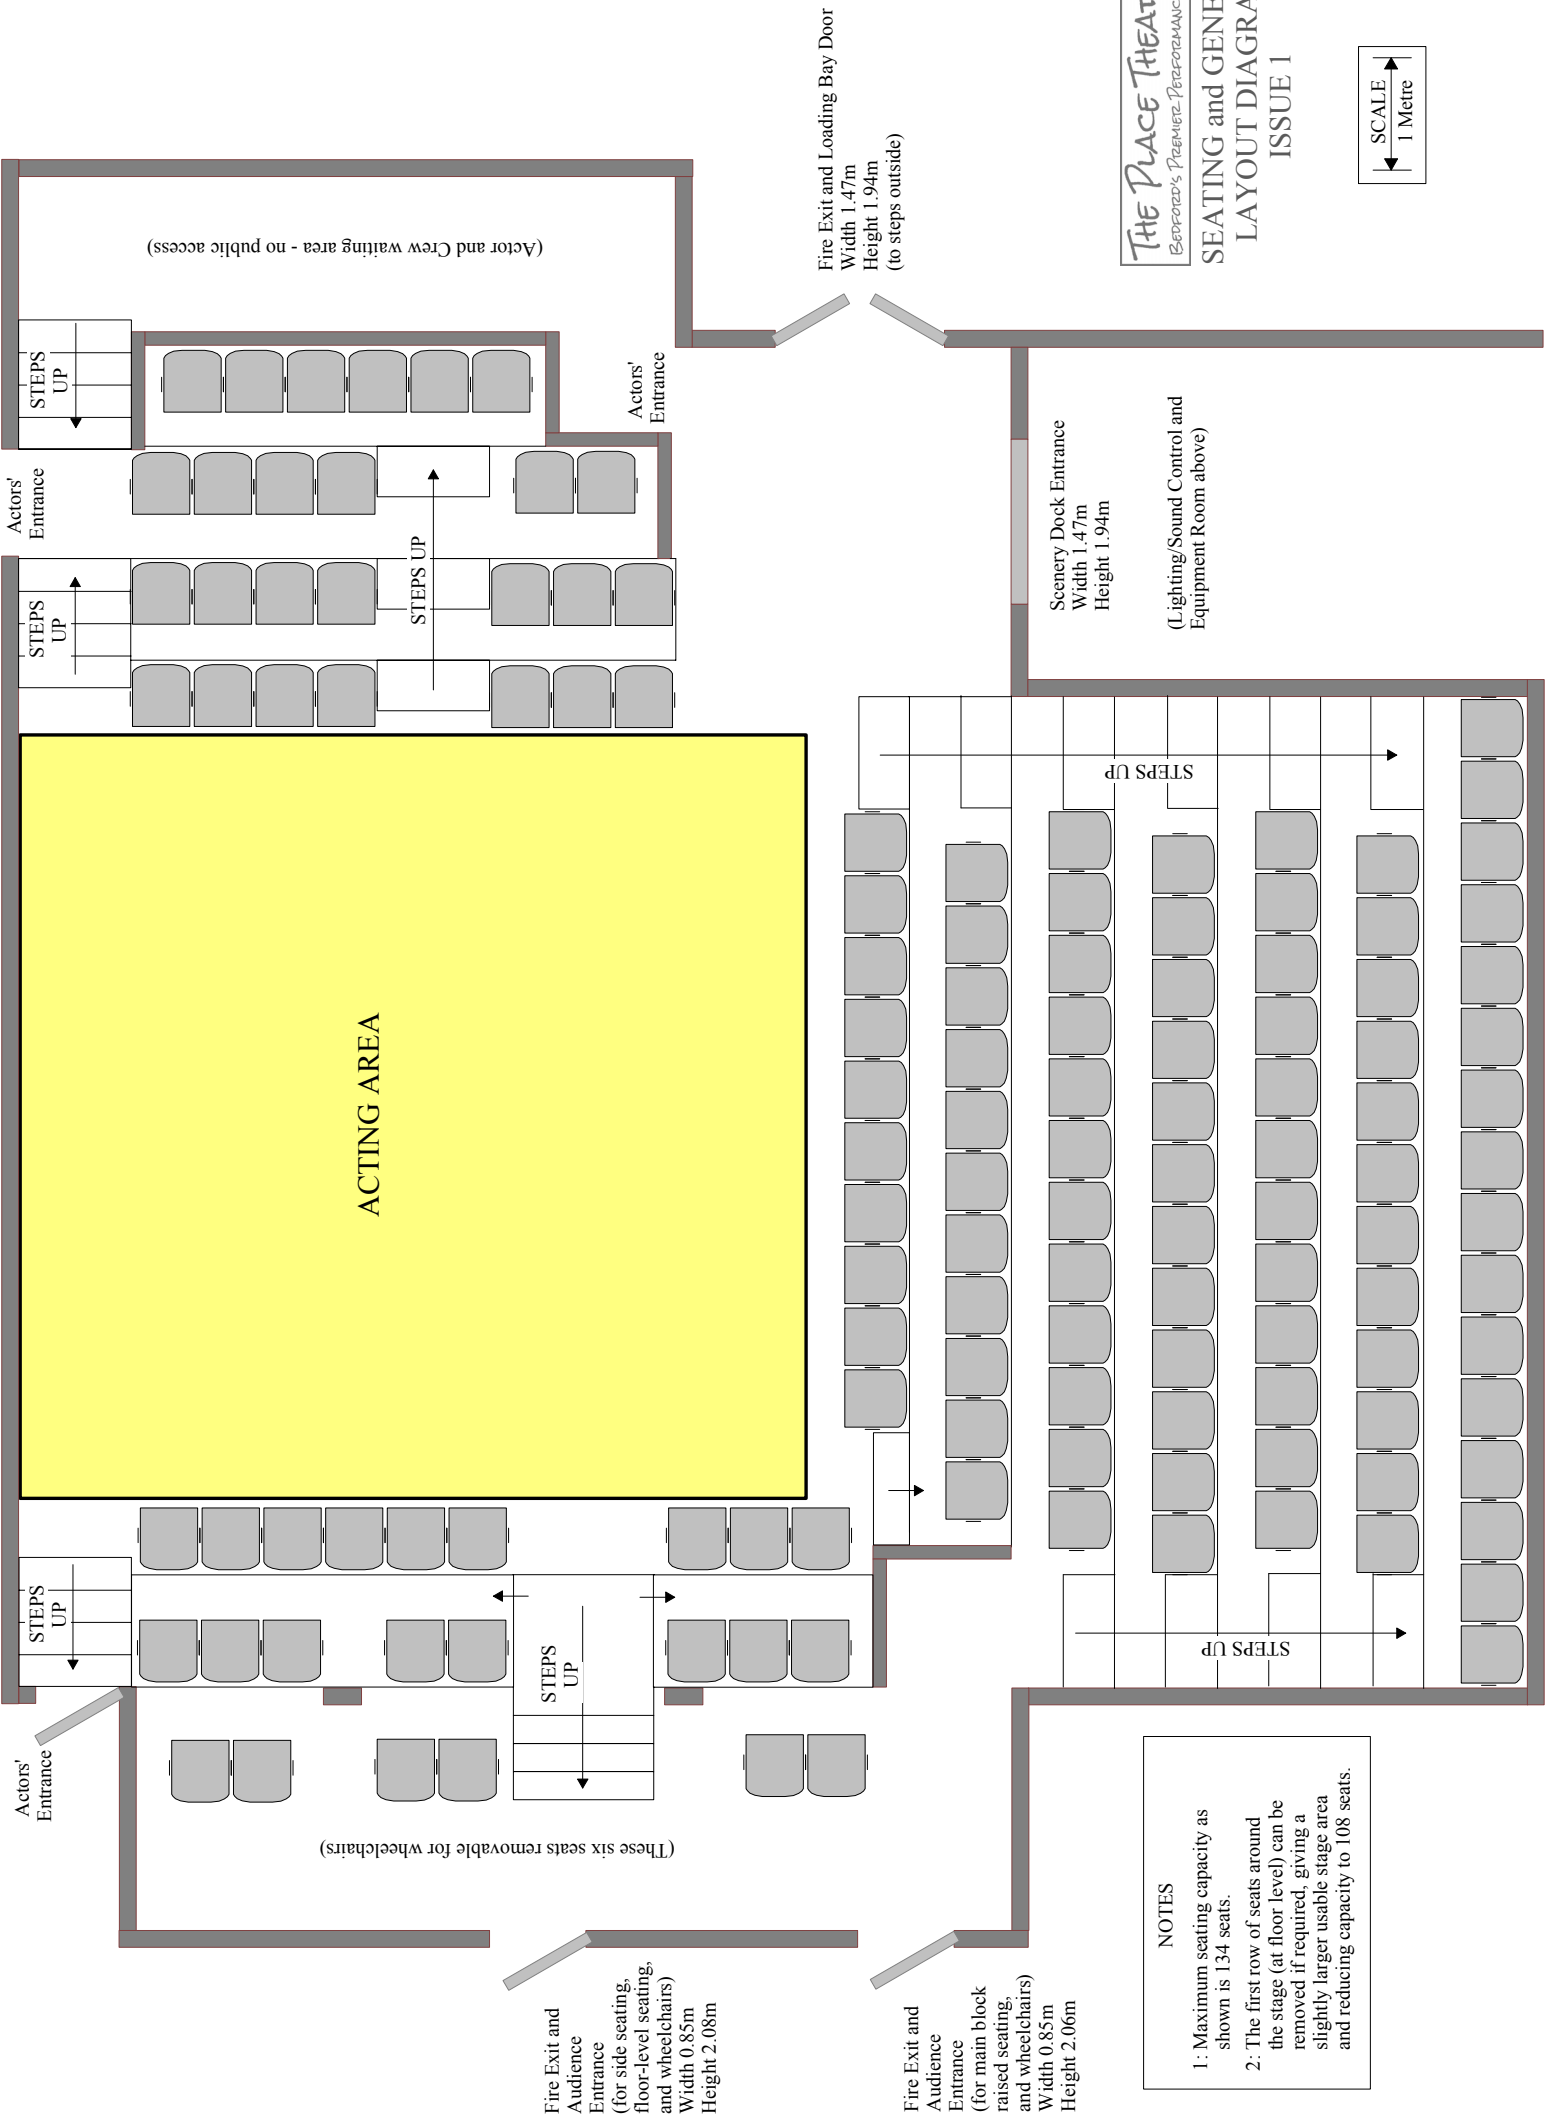 Fire Exit and Loading Bay Door
Width 1.47m
Height 1.94m
(to steps outside)
THE PLACE
BEDFORD'S PREMIER
SEATING and
LAYOUT
ISSUE 1
SCALE
1 Metre
(Actor and Crew waiting area - no public access)
STEPS
UP
Actors'
Entrance
Actors'
Entrance
STEPS
UP
STEPS UP
Scenery Dock Entrance
Width 1.47m
Height 1.94m
(Lighting/Sound Control and
Equipment Room above)
STEPS UP
ACTING AREA
STEPS
UP
STEPS
UP
STEPS UP
Actors'
Entrance
(These six seats removable for wheelchairs)
Fire Exit and
Audience
Entrance
(for side seating,
floor-level seating,
and wheelchairs)
Width 0.85m
Height 2.08m
Fire Exit and
Audience
Entrance
(for main block
raised seating,
and wheelchairs)
Width 0.85m
Height 2.06m
NOTES
1: Maximum seating capacity as
shown is 134 seats.
2: The first row of seats around
the stage (at floor level) can be
removed if required, giving a
slightly larger usable stage area
and reducing capacity to 108 seats.